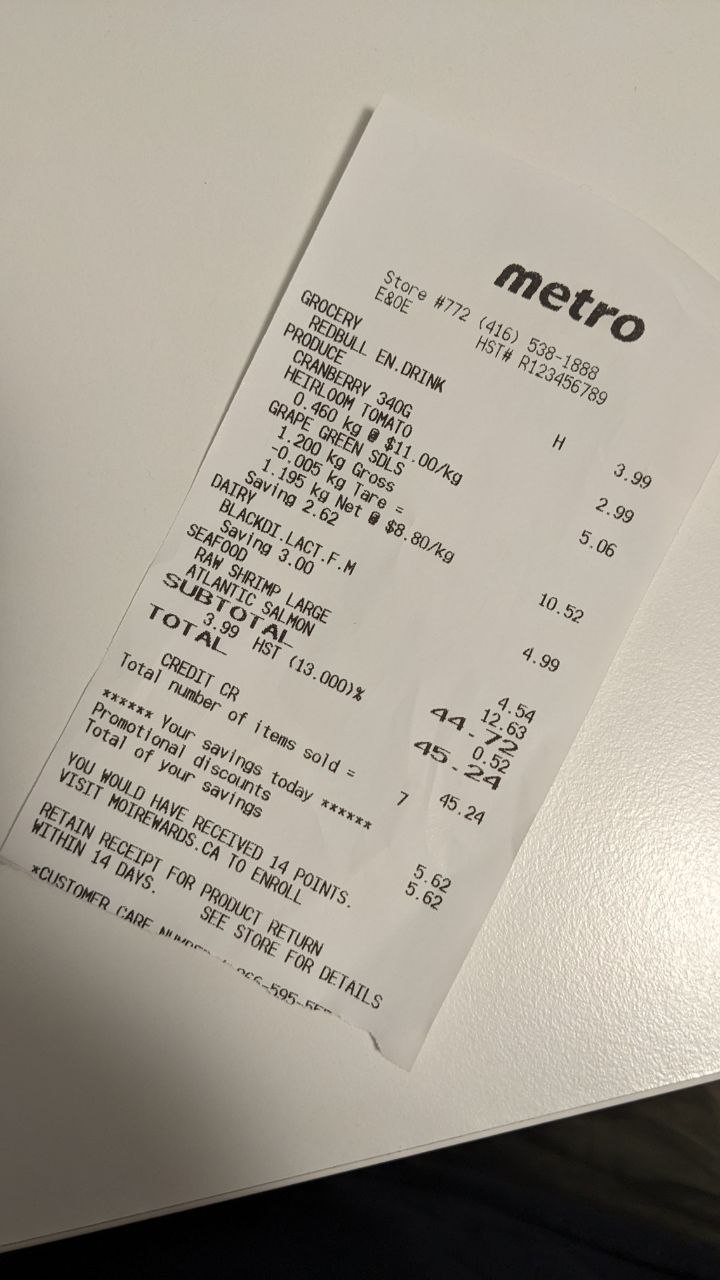 metro
Store #772 (416) 538-1888
E&OE HST# R123456789
GROCERY
REDBULL EN.DRINK H 3.99
PRODUCE
CRANBERRY 340G 2.99
HEIRLOOM TOMATO
0.460 kg @ $11.00/kg 5.06
GRAPE GREEN SDLS
1.200 kg Gross
-0.005 kg Tare =
1.195 kg Net @ $8.80/kg 10.52
Saving 2.62
DAIRY
BLACKDI.LACT.F.M 4.99
Saving 3.00
SEAFOOD
RAW SHRIMP LARGE 4.54
ATLANTIC SALMON 12.63
SUBTOTAL 44.72
3.99 HST (13.000)% 0.52
TOTAL 45.24
CREDIT CR 45.24
Total number of items sold = 7
****** Your savings today ******
Promotional discounts 5.62
Total of your savings 5.62
YOU WOULD HAVE RECEIVED 14 POINTS.
VISIT MOIREWARDS.CA TO ENROLL
RETAIN RECEIPT FOR PRODUCT RETURN
WITHIN 14 DAYS. SEE STORE FOR DETAILS
*CUSTOMER CARE